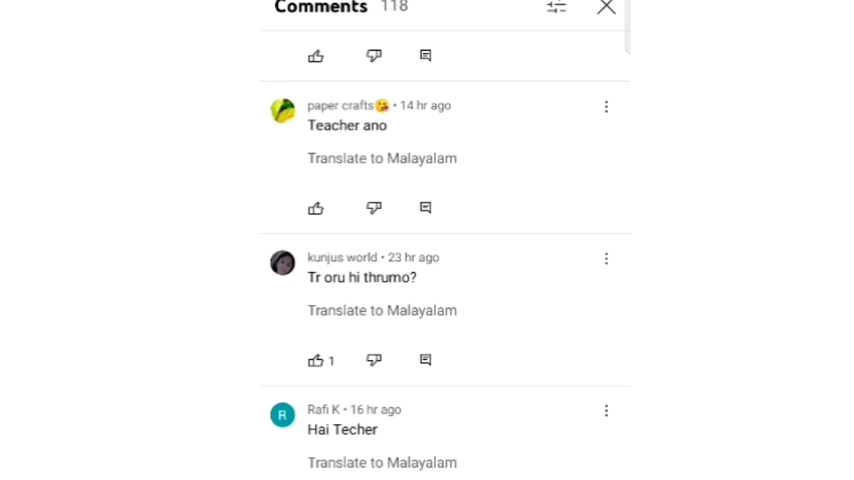 Comments 118
paper crafts😘 • 14 hr ago
Teacher ano
Translate to Malayalam
kunjus world • 23 hr ago
Tr oru hi thrumo?
Translate to Malayalam
1
R
Rafi K • 16 hr ago
Hai Techer
Translate to Malayalam